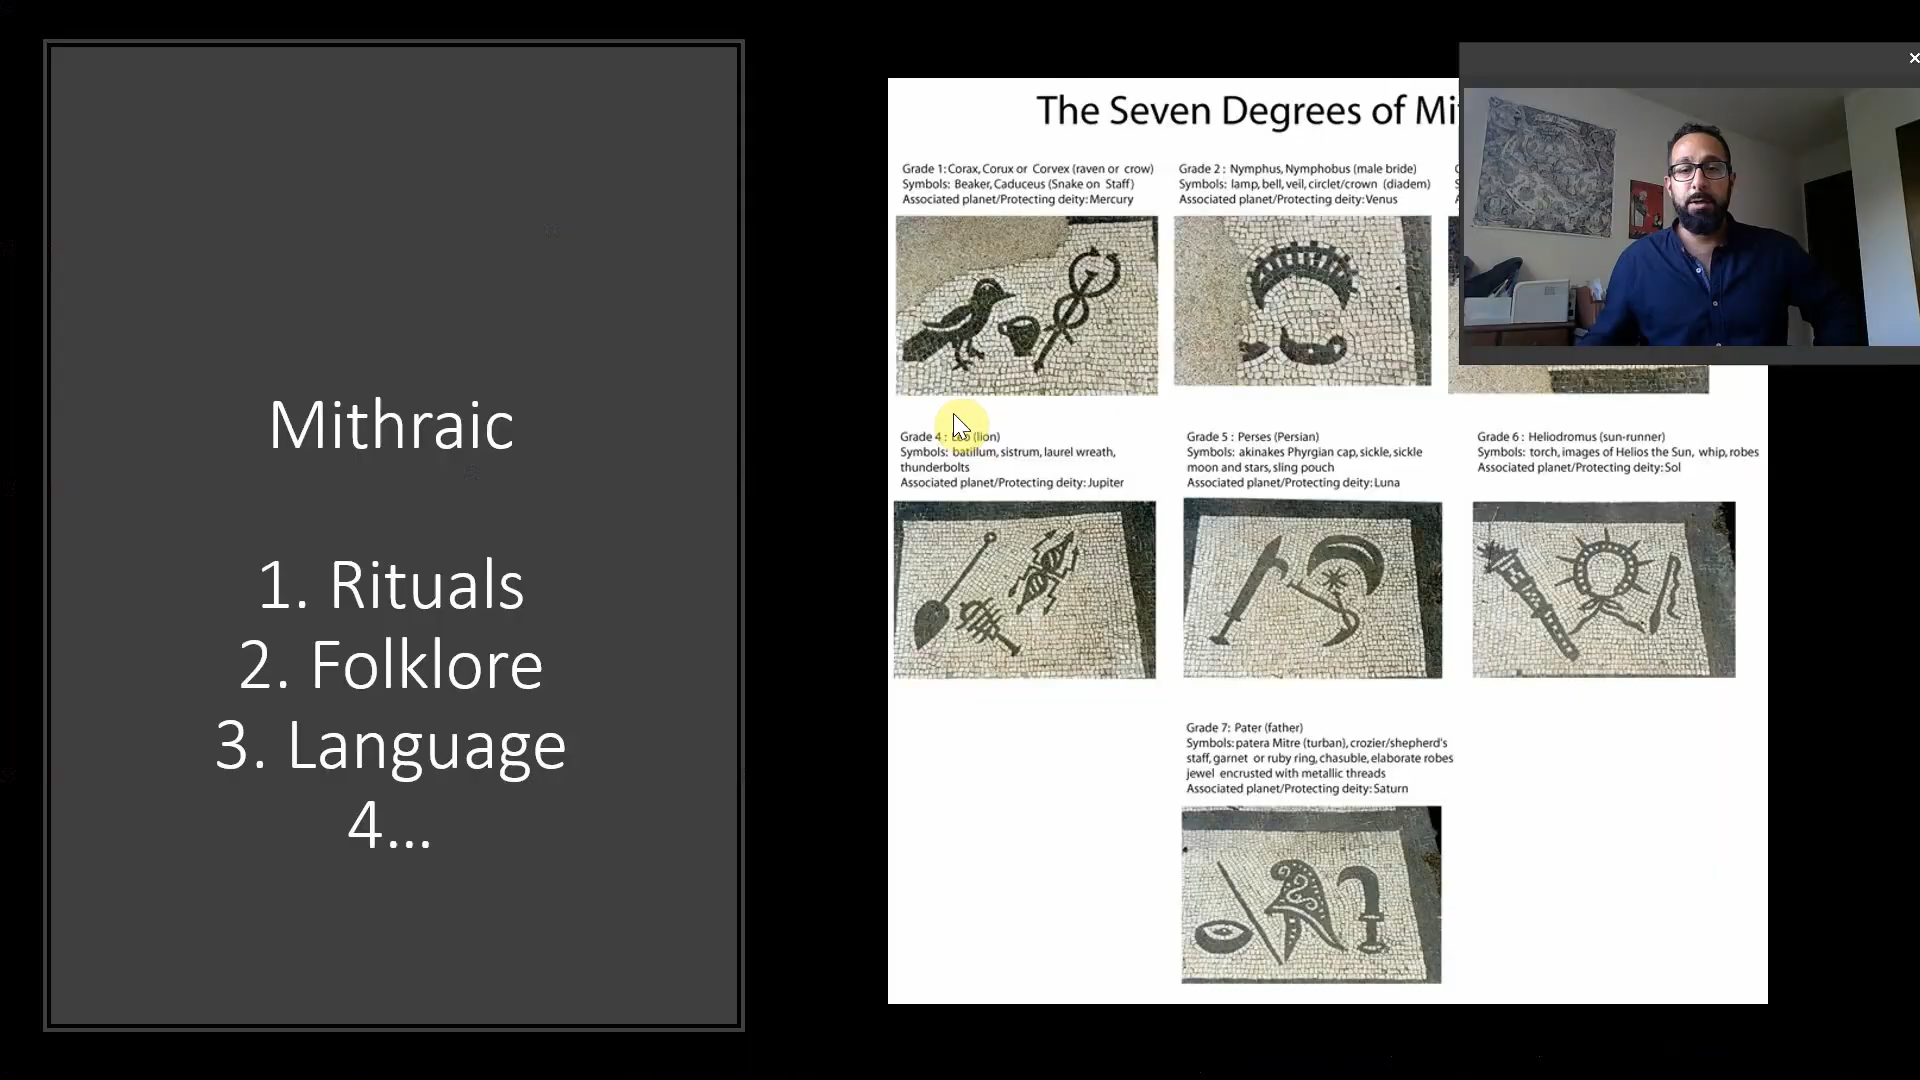 Mithraic
1. Rituals
2. Folklore
3. Language
4...
The Seven Degrees of
Grade 1: Corax, Corux or Corvex (raven or crow)
Symbols: Beaker, Caduceus (Snake on Staff)
Associated planet/Protecting deity: Mercury
Grade 2 : Nymphus, Nymphobus (male bride)
Symbols: lamp, bell, veil, circlet/crown (diadem)
Associated planet/Protecting deity: Venus
Grade 4 : Leo (lion)
Symbols: batillum, sistrum, laurel wreath,
thunderbolts
Associated planet/Protecting deity: Jupiter
Grade 5 : Perses (Persian)
Symbols: akinakes Phyrgian cap, sickle, sickle
moon and stars, sling pouch
Associated planet/Protecting deity: Luna
Grade 6 : Heliodromus (sun-runner)
Symbols: torch, images of Helios the Sun, whip, robes
Associated planet/Protecting deity: Sol
Grade 7: Pater (father)
Symbols: patera Mitre (turban), crozier/shepherd's
staff, garnet or ruby ring, chasuble, elaborate robes
jewel encrusted with metallic threads
Associated planet/Protecting deity: Saturn